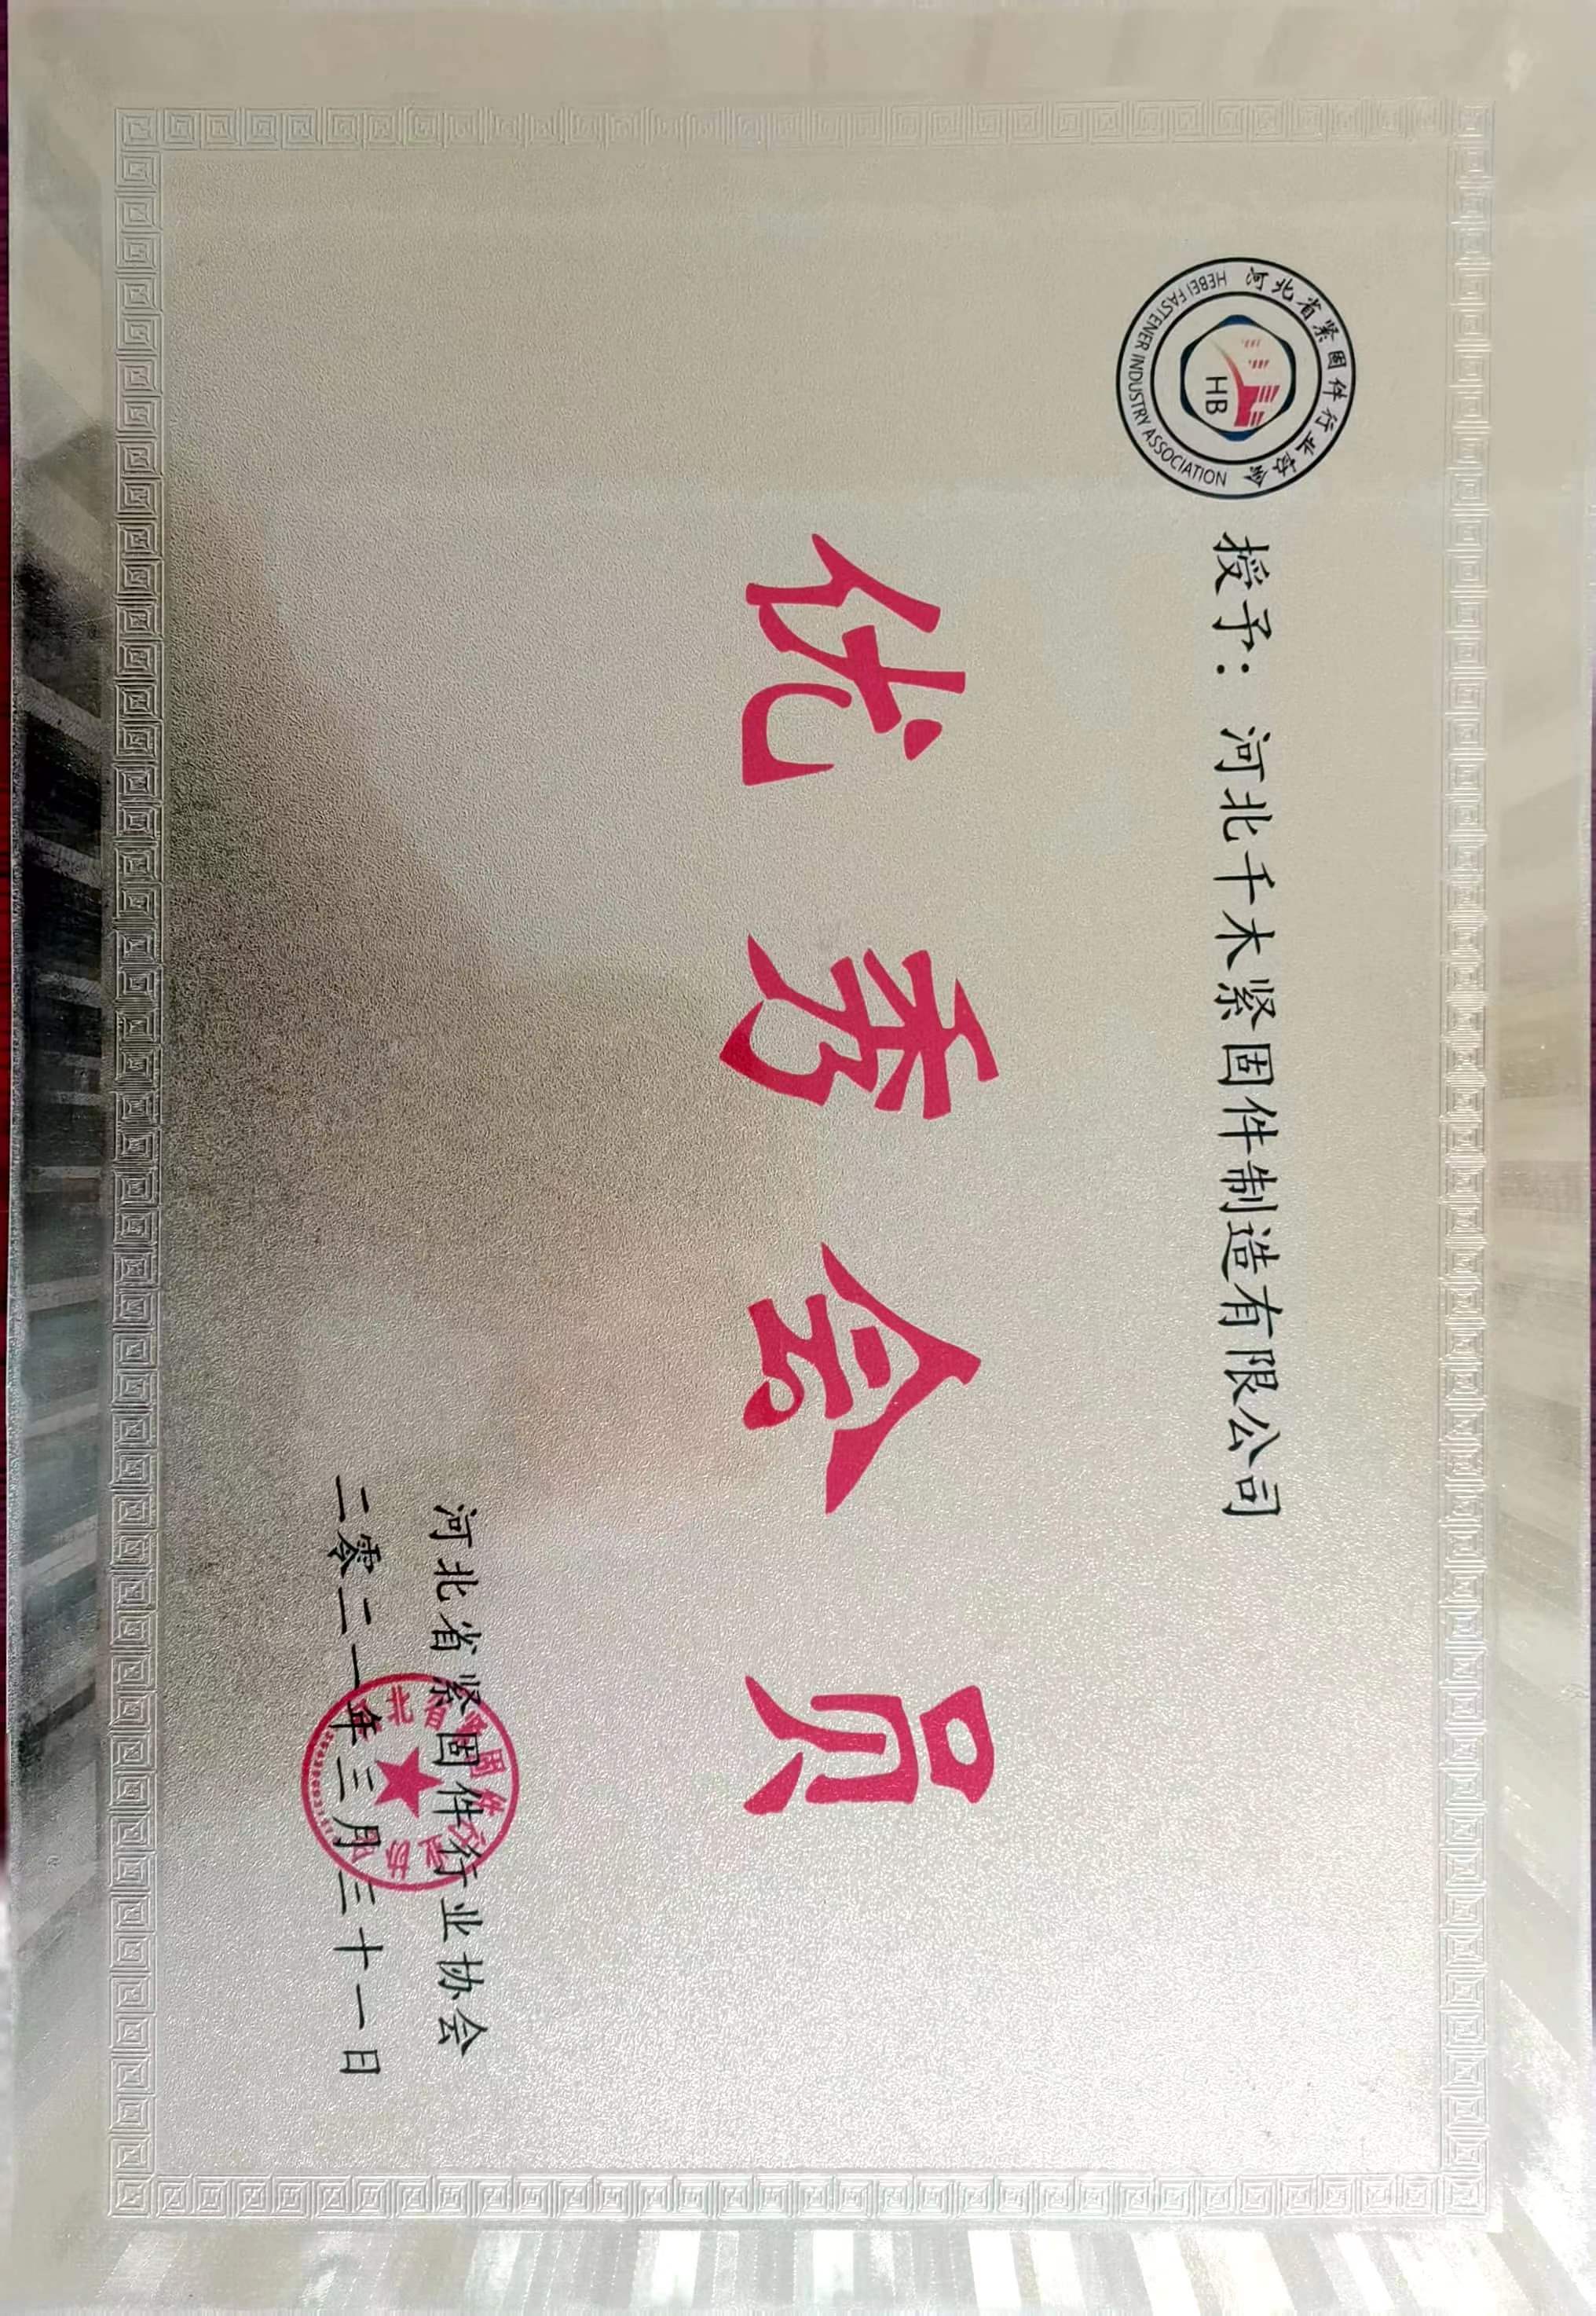 河北省紧固件行业协会
HEBEI FASTENER INDUSTRY ASSOCIATION
HB
授予：河北千木紧固件制造有限公司
优秀会员
河北省紧固件行业协会
二零二一年三月三十一日